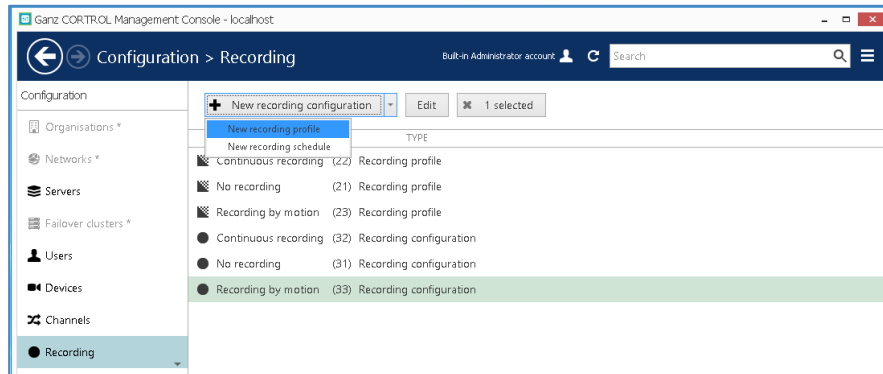 Ganz CORTROL Management Console - localhost
Configuration > Recording
Built-in Administrator account
Search
Configuration
New recording configuration
Edit
1 selected
Organisations *
New recording profile
TYPE
New recording schedule
Networks *
Continuous recording (22) Recording profile
Servers
No recording (21) Recording profile
Failover clusters *
Recording by motion (23) Recording profile
Users
Continuous recording (32) Recording configuration
Devices
No recording (31) Recording configuration
Channels
Recording by motion (33) Recording configuration
Recording